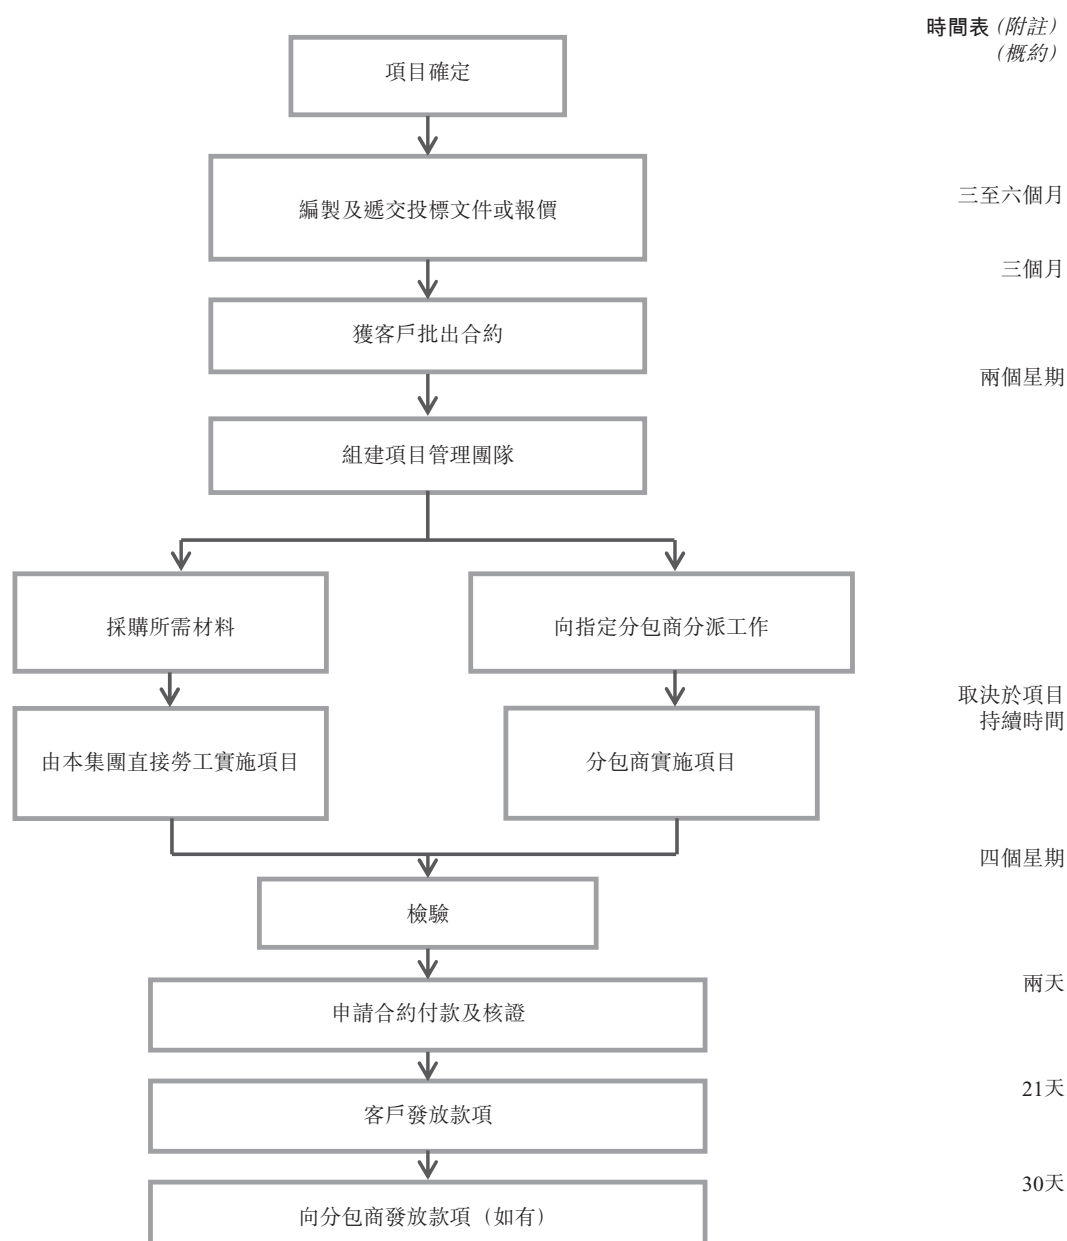 時間表（附註）
（概約）
項目確定
編製及遞交投標文件或報價
三至六個月
三個月
獲客戶批出合約
兩個星期
組建項目管理團隊
採購所需材料
向指定分包商分派工作
取決於項目
持續時間
由本集團直接勞工實施項目
分包商實施項目
四個星期
檢驗
兩天
申請合約付款及核證
21天
客戶發放款項
30天
向分包商發放款項（如有）